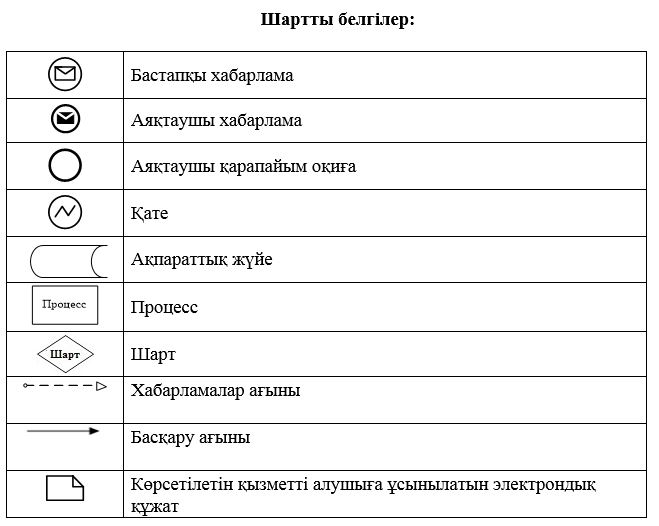 Шартты белгілер:
Бастапқы хабарлама
Аяқтаушы хабарлама
Аяқтаушы қарапайым оқиға
Қате
Ақпараттық жүйе
Процесс
Процесс
Шарт
Шарт
Хабарламалар ағыны
Басқару ағыны
Көрсетілетін қызметті алушыға ұсынылатын электрондық
құжат